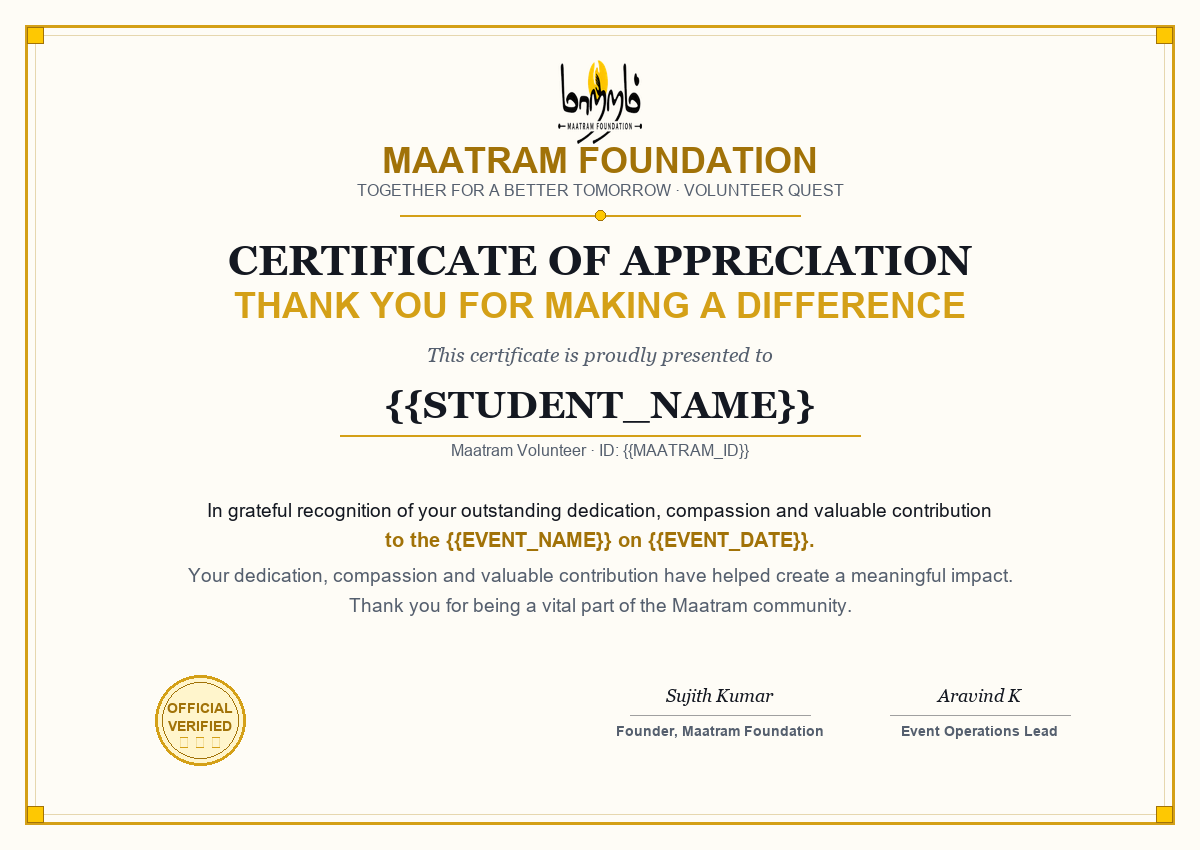 மாற்றம்
MAATRAM FOUNDATION
MAATRAM FOUNDATION
TOGETHER FOR A BETTER TOMORROW · VOLUNTEER QUEST
CERTIFICATE OF APPRECIATION
THANK YOU FOR MAKING A DIFFERENCE
This certificate is proudly presented to
{{STUDENT_NAME}}
Maatram Volunteer · ID: {{MAATRAM_ID}}
In grateful recognition of your outstanding dedication, compassion and valuable contribution
to the {{EVENT_NAME}} on {{EVENT_DATE}}.
Your dedication, compassion and valuable contribution have helped create a meaningful impact.
Thank you for being a vital part of the Maatram community.
OFFICIAL
VERIFIED
Sujith Kumar
Founder, Maatram Foundation
Aravind K
Event Operations Lead